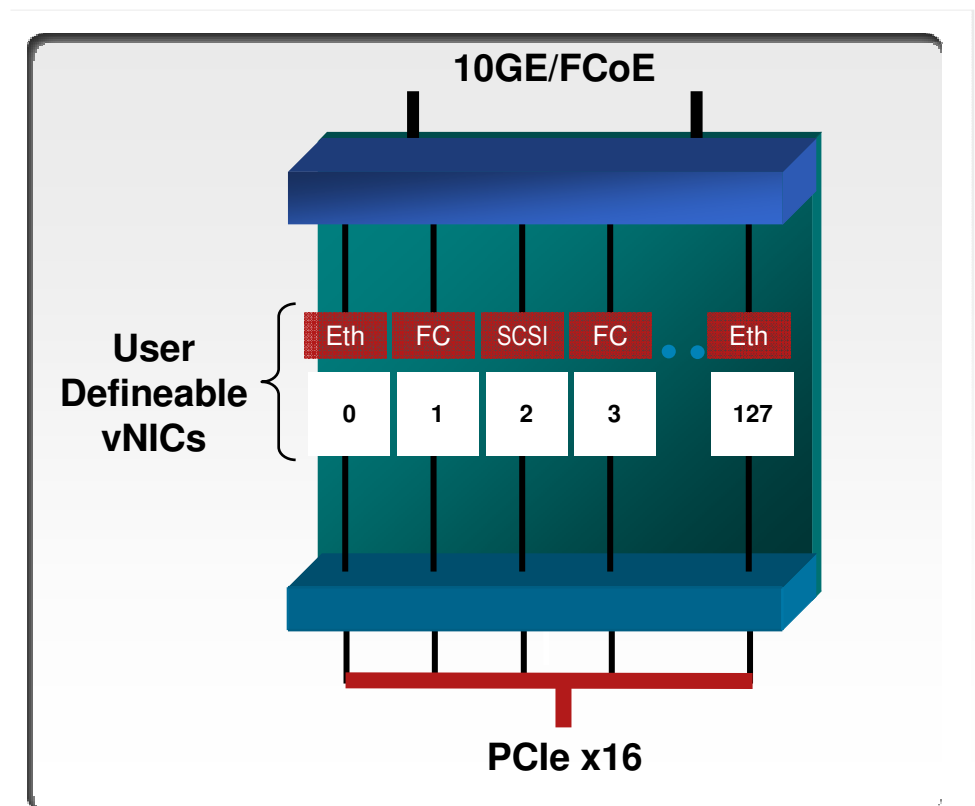 10GE/FCoE
Eth FC SCSI FC Eth
User
Defineable
vNICs
0 1 2 3 127
PCIe x16